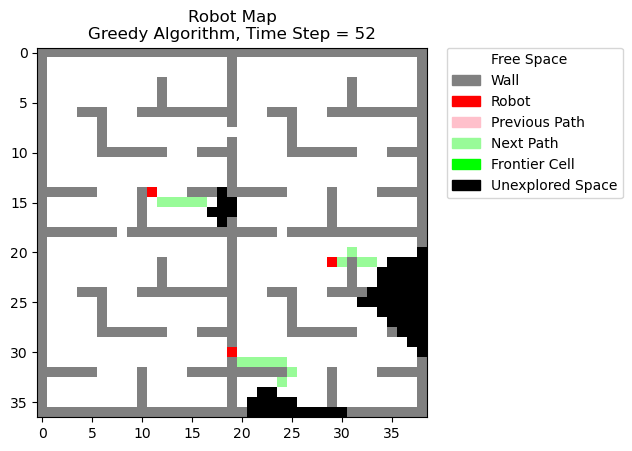 Robot Map
Greedy Algorithm, Time Step = 52
0
5
10
15
20
25
30
35
0
5
10
15
20
25
30
35
Free Space
Wall
Robot
Previous Path
Next Path
Frontier Cell
Unexplored Space